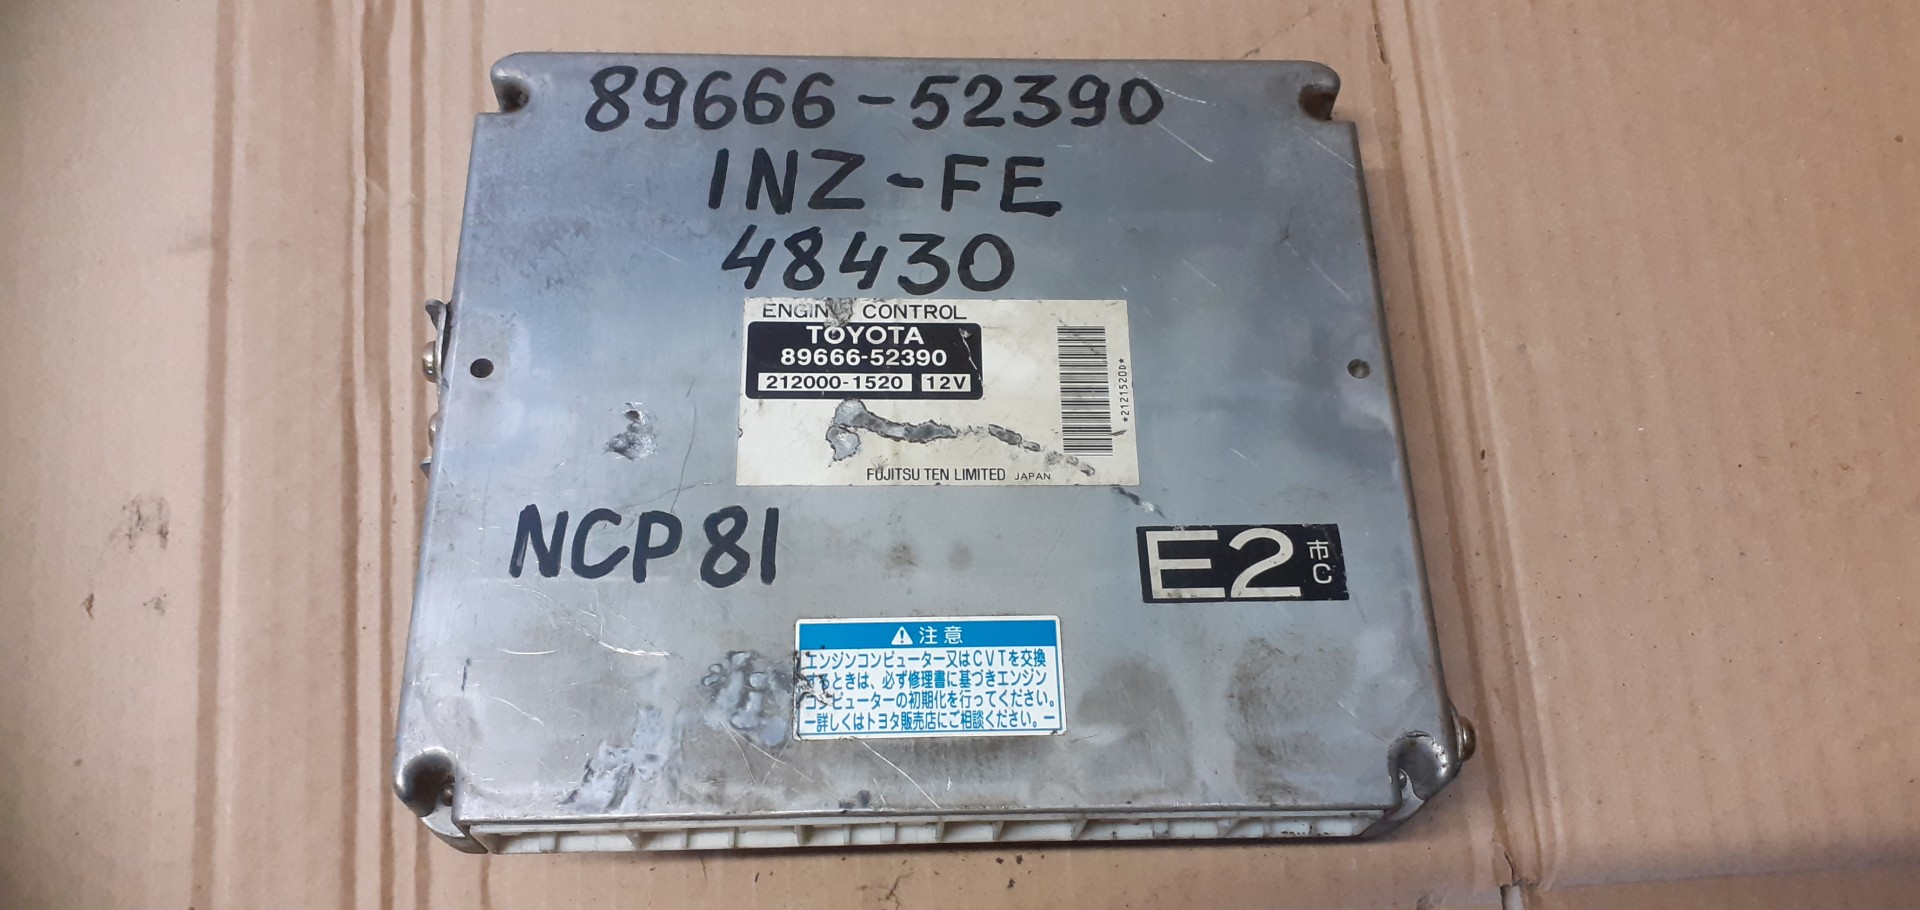 89666-52390
1NZ-FE
48430
ENGINE CONTROL
TOYOTA
89666-52390
212000-1520 12V
*2121520D*
FUJITSU TEN LIMITED JAPAN
NCP81
E2 市C
⚠注意
エンジンコンピューター又はCVTを交換
するときは、必ず修理書に基づきエンジン
コンピューターの初期化を行ってください。
ー詳しくはトヨタ販売店にご相談ください。ー